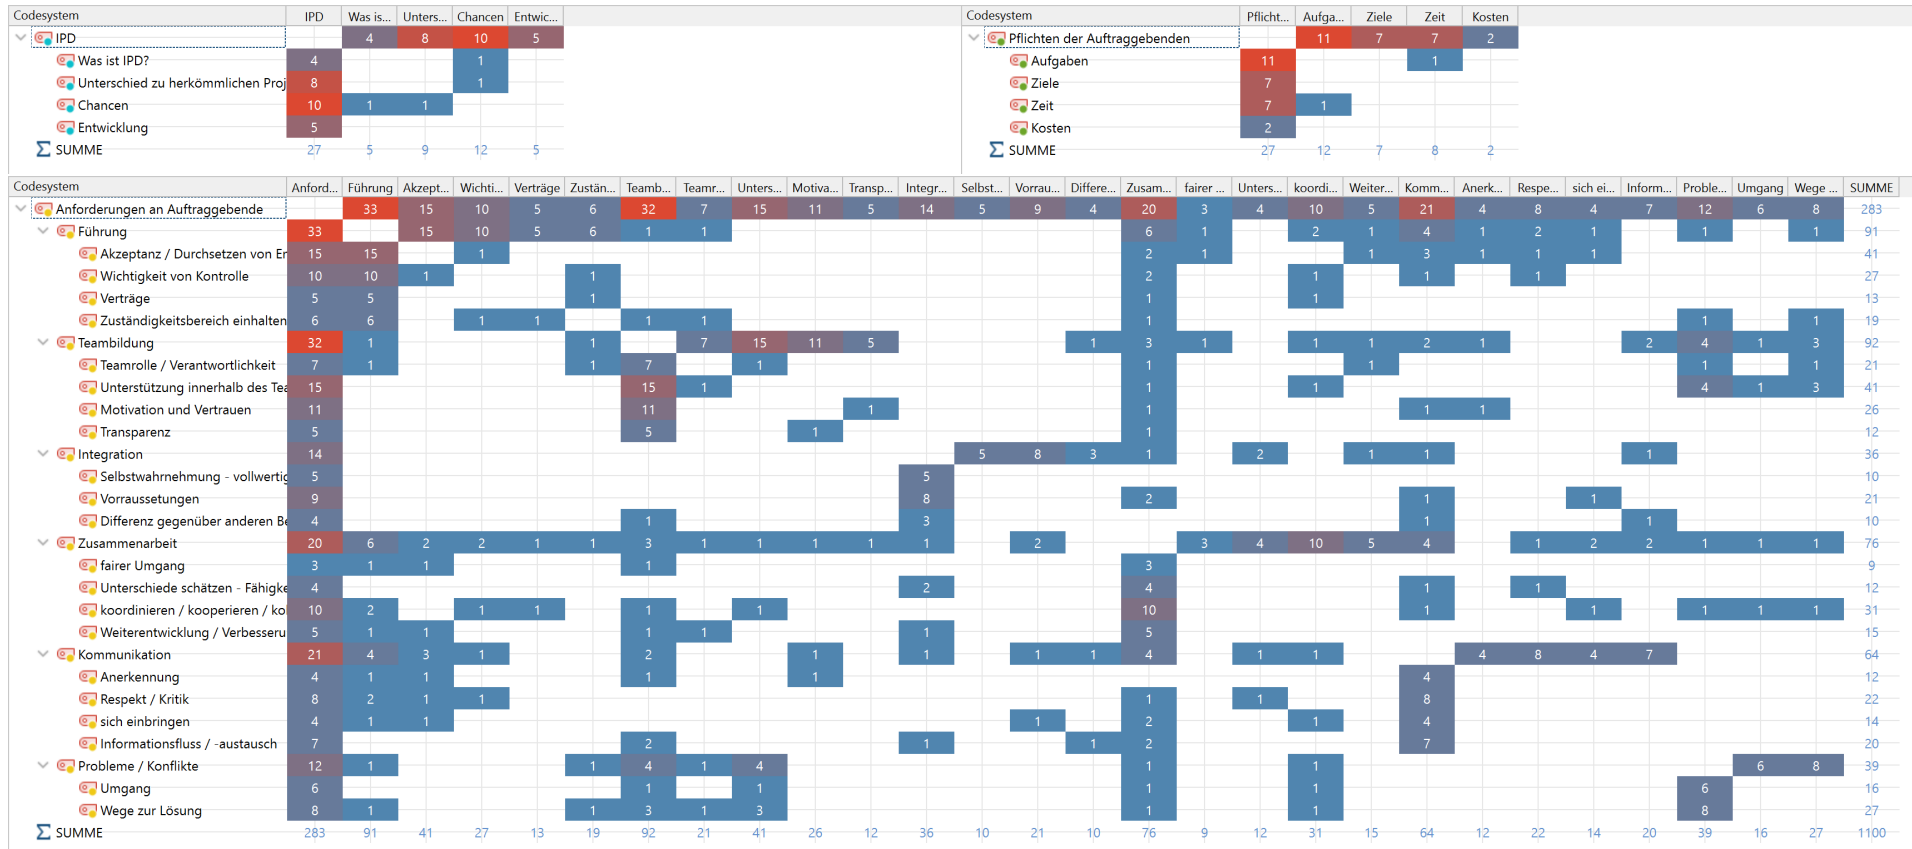 Codesystem IPD Was is... Unters... Chancen Entwic...
IPD 4 8 10 5
Was ist IPD? 4 1
Unterschied zu herkömmlichen Proj 8 1
Chancen 10 1 1
Entwicklung 5
SUMME 27 5 9 12 5
Codesystem Pflicht... Aufga... Ziele Zeit Kosten
Pflichten der Auftraggebenden 11 7 7 2
Aufgaben 11 1
Ziele 7
Zeit 7 1
Kosten 2
SUMME 27 12 7 8 2
Codesystem Anford... Führung Akzept... Wichti... Verträge Zustän... Teamb... Teamr... Unters... Motiva... Transp... Integr... Selbst... Vorrau... Differe... Zusam... fairer ... Unters... koordi... Weiter... Komm... Anerk... Respe... sich ei... Inform... Proble... Umgang Wege ... SUMME
Anforderungen an Auftraggebende 33 15 10 5 6 32 7 15 11 5 14 5 9 4 20 3 4 10 5 21 4 8 4 7 12 6 8 283
Führung 33 15 10 5 6 1 1 6 1 2 1 4 1 2 1 1 1 91
Akzeptanz / Durchsetzen von Er 15 15 1 2 1 1 3 1 1 1 41
Wichtigkeit von Kontrolle 10 10 1 1 2 1 1 1 27
Verträge 5 5 1 1 1 13
Zuständigkeitsbereich einhalten 6 6 1 1 1 1 1 1 1 19
Teambildung 32 1 1 7 15 11 5 1 3 1 1 1 2 1 2 4 1 3 92
Teamrolle / Verantwortlichkeit 7 1 1 7 1 1 1 1 1 21
Unterstützung innerhalb des Tea 15 15 1 1 1 4 1 3 41
Motivation und Vertrauen 11 11 1 1 1 1 26
Transparenz 5 5 1 1 12
Integration 14 5 8 3 1 2 1 1 1 36
Selbstwahrnehmung - vollwertig 5 5 10
Vorraussetungen 9 8 2 1 1 21
Differenz gegenüber anderen Be 4 1 3 1 1 10
Zusammenarbeit 20 6 2 2 1 1 3 1 1 1 1 1 2 3 4 10 5 4 1 2 2 1 1 1 76
fairer Umgang 3 1 1 1 3 9
Unterschiede schätzen - Fähigke 4 2 4 1 1 12
koordinieren / kooperieren / kol 10 2 1 1 1 1 10 1 1 1 1 1 31
Weiterentwicklung / Verbesseru 5 1 1 1 1 1 5 15
Kommunikation 21 4 3 1 2 1 1 1 1 4 1 1 4 8 4 7 64
Anerkennung 4 1 1 1 1 4 12
Respekt / Kritik 8 2 1 1 1 1 8 22
sich einbringen 4 1 1 1 2 1 4 14
Informationsfluss / -austausch 7 2 1 1 2 7 20
Probleme / Konflikte 12 1 1 4 1 4 1 1 6 8 39
Umgang 6 1 1 1 1 6 16
Wege zur Lösung 8 1 1 3 1 3 1 1 8 27
SUMME 283 91 41 27 13 19 92 21 41 26 12 36 10 21 10 76 9 12 31 15 64 12 22 14 20 39 16 27 1100